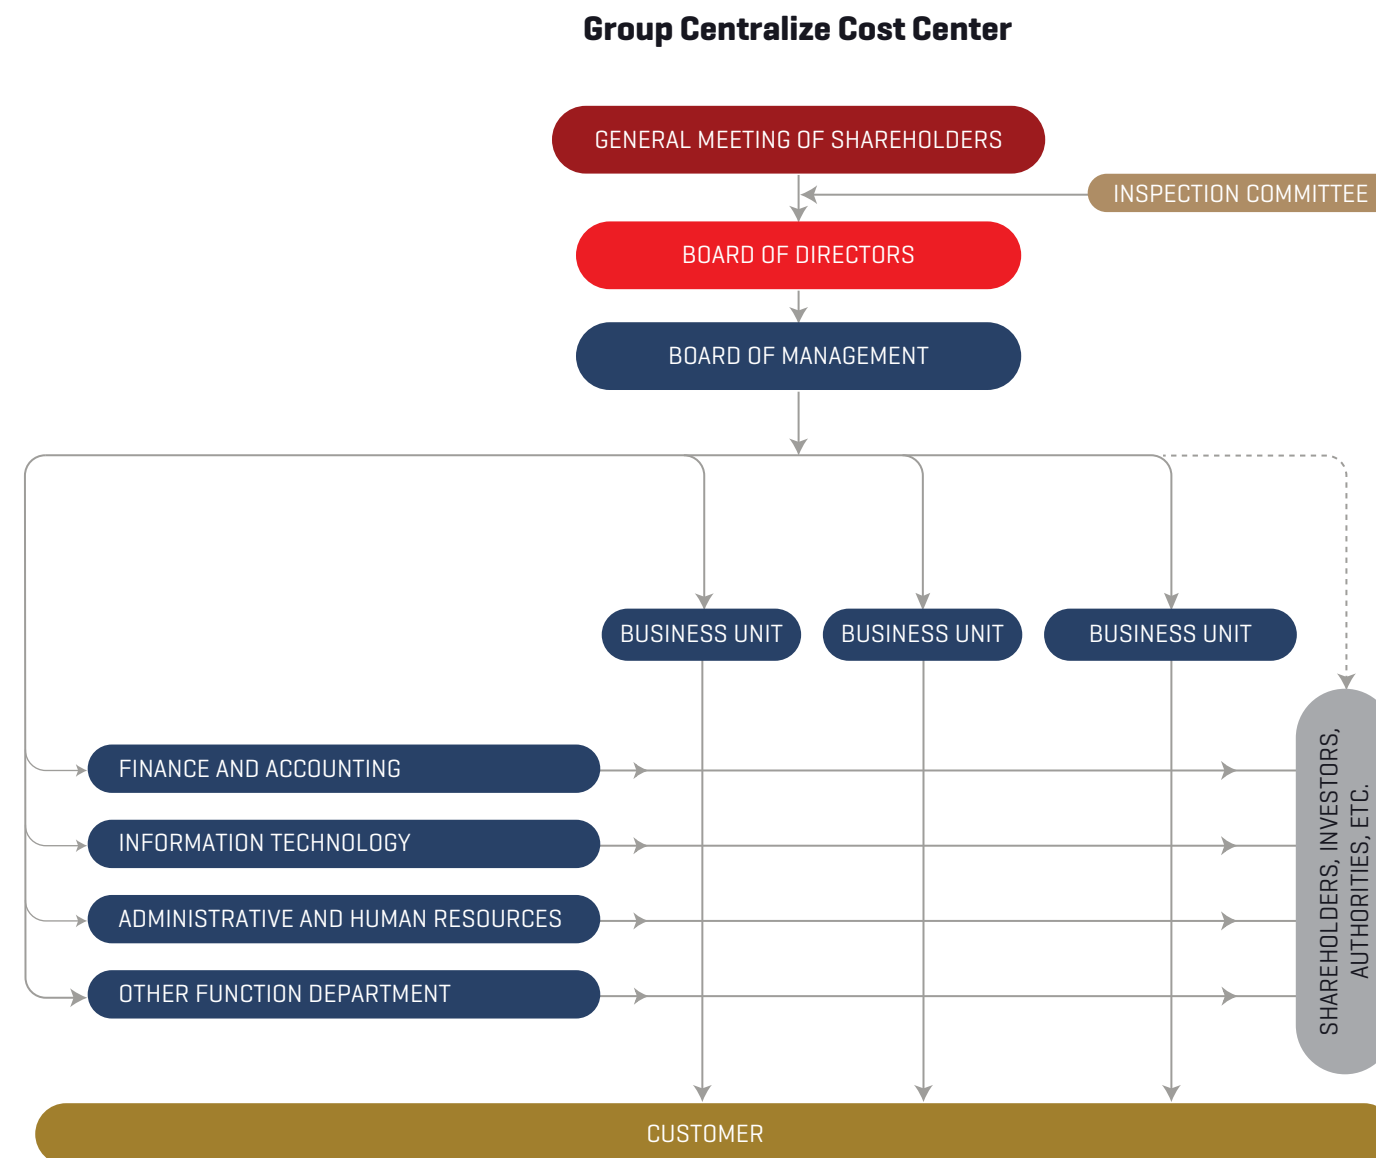 Group Centralize Cost Center
GENERAL MEETING OF SHAREHOLDERS
INSPECTION COMMITTEE
BOARD OF DIRECTORS
BOARD OF MANAGEMENT
BUSINESS UNIT
BUSINESS UNIT
BUSINESS UNIT
FINANCE AND ACCOUNTING
INFORMATION TECHNOLOGY
ADMINISTRATIVE AND HUMAN RESOURCES
OTHER FUNCTION DEPARTMENT
SHAREHOLDERS, INVESTORS,
AUTHORITIES, ETC.
CUSTOMER